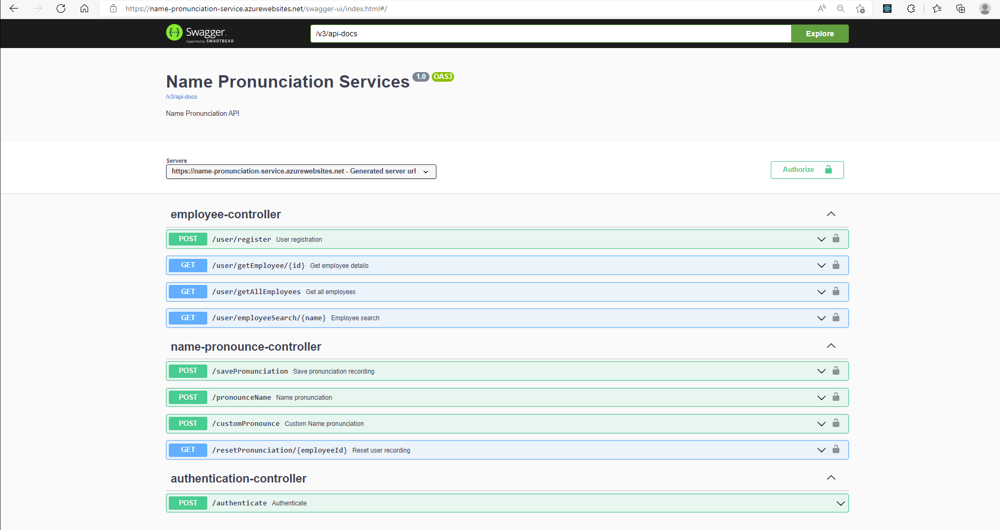 https://name-pronunciation-service.azurewebsites.net/swagger-ui/index.html#/
Swagger
Supported by SMARTBEAR
/v3/api-docs
Explore
Name Pronunciation Services 1.0 OAS3
/v3/api-docs
Name Pronunciation API
Servers
https://name-pronunciation-service.azurewebsites.net - Generated server url
Authorize
employee-controller
POST /user/register User registration
GET /user/getEmployee/{id} Get employee details
GET /user/getAllEmployees Get all employees
GET /user/employeeSearch/{name} Employee search
name-pronounce-controller
POST /savePronunciation Save pronunciation recording
POST /pronounceName Name pronunciation
POST /customPronounce Custom Name pronunciation
GET /resetPronunciation/{employeeId} Reset user recording
authentication-controller
POST /authenticate Authenticate